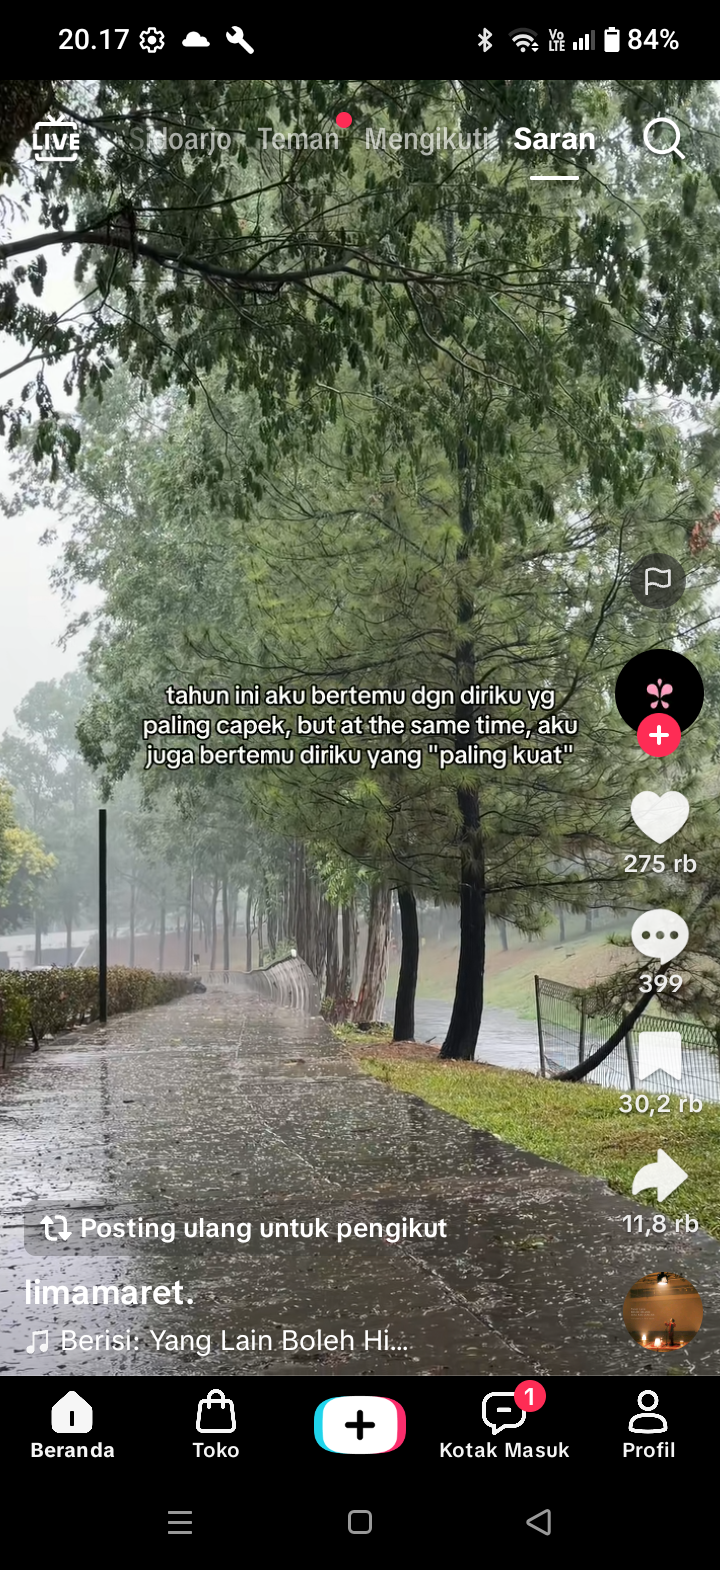 20.17
Vo
LTE
84%
LIVE
Sidoarjo
Teman
Mengikuti
Saran
tahun ini aku bertemu dgn diriku yg
paling capek, but at the same time, aku
juga bertemu diriku yang "paling kuat"
275 rb
399
30,2 rb
11,8 rb
Posting ulang untuk pengikut
limamaret.
Berisi: Yang Lain Boleh Hi...
Beranda
Toko
1
Kotak Masuk
Profil